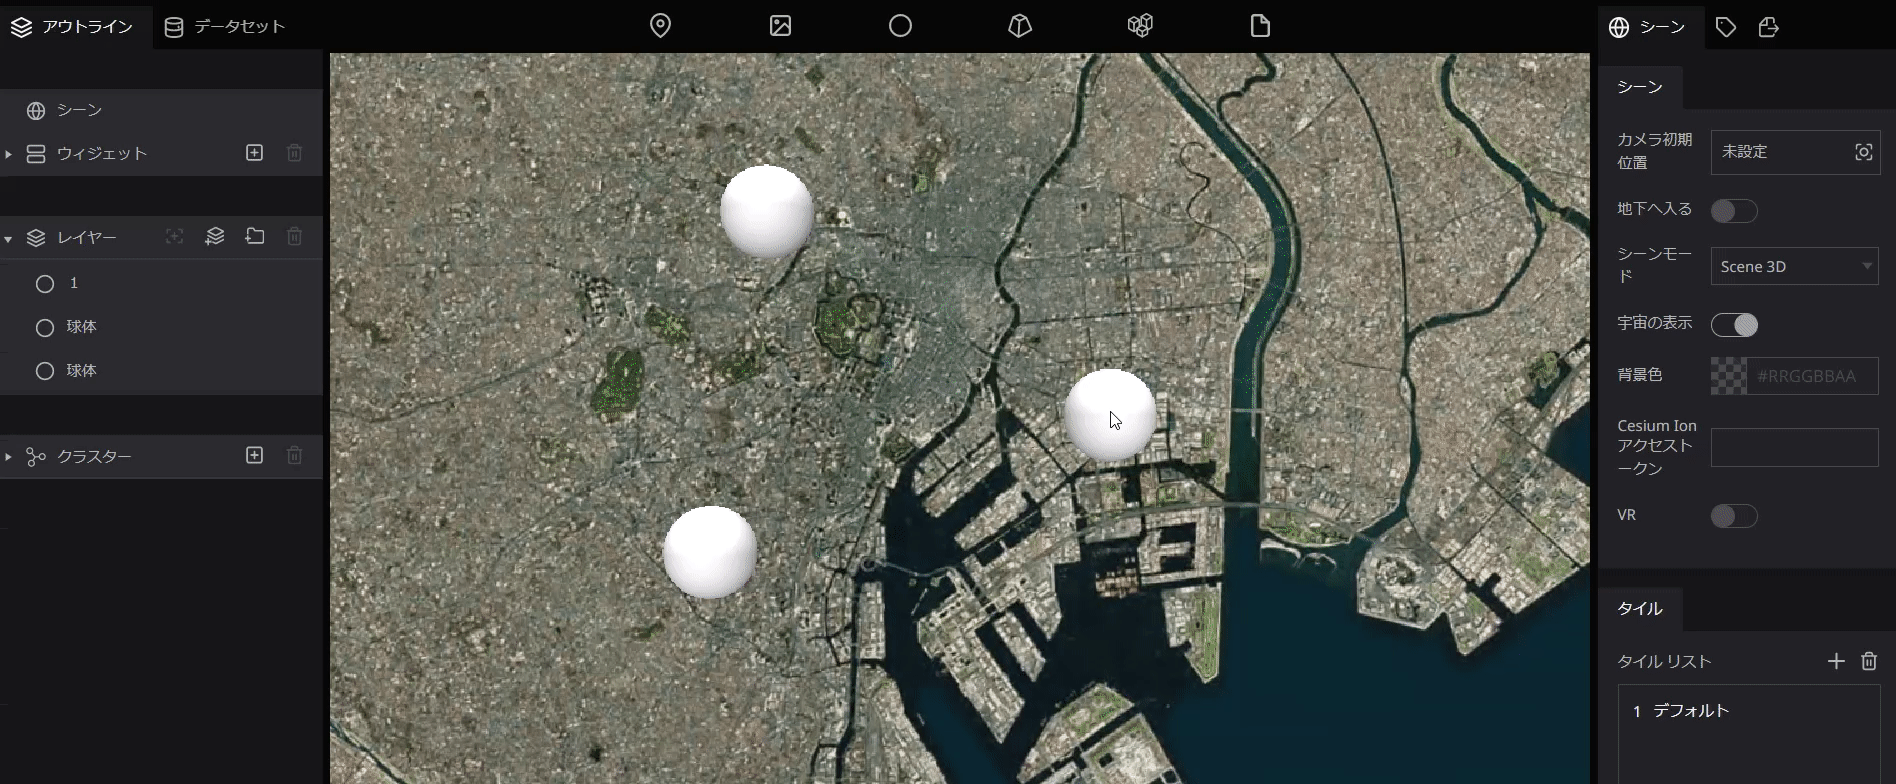 アウトライン
データセット
シーン
ウィジェット
レイヤー
1
球体
球体
クラスター
シーン
シーン
カメラ初期
位置
未設定
地下へ入る
シーンモー
ド
Scene 3D
宇宙の表示
背景色
#RRGGBBAA
Cesium Ion
アクセスト
ークン
VR
タイル
タイル リスト
1 デフォルト